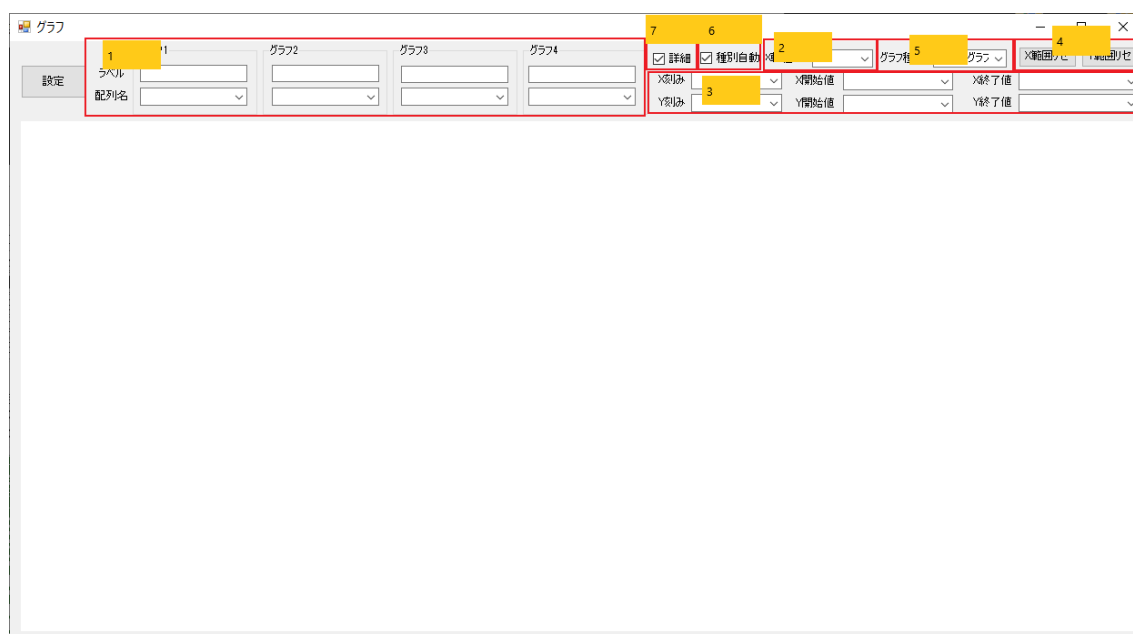 グラフ
7 6
1 グラフ2 グラフ3 グラフ4 2 5 4
詳細 種別自動 グラフ X範囲リセ
設定 ラベル X刻み X開始値 X終了値
3
配列名 Y刻み Y開始値 Y終了値